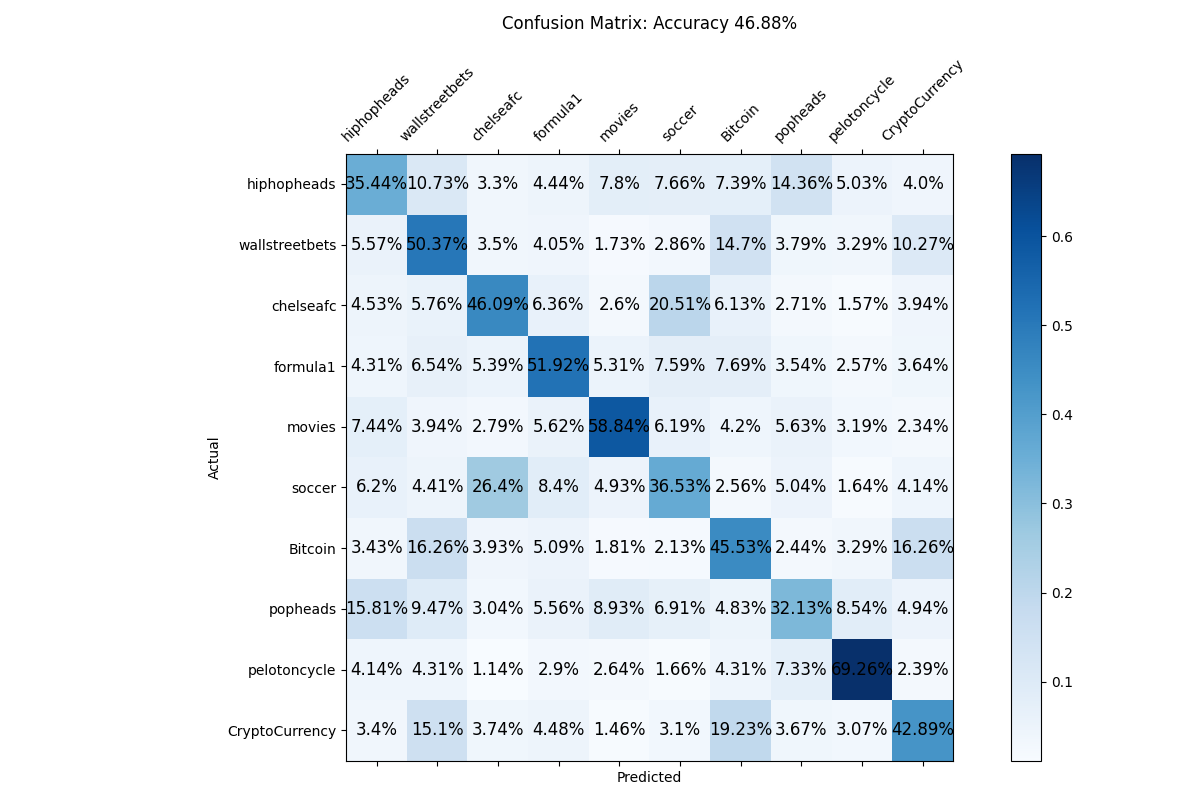 Confusion Matrix: Accuracy 46.88%
hiphopheads wallstreetbets chelseafc formula1 movies soccer Bitcoin popheads pelotoncycle CryptoCurrency
hiphopheads 35.44% 10.73% 3.3% 4.44% 7.8% 7.66% 7.39% 14.36% 5.03% 4.0%
wallstreetbets 5.57% 50.37% 3.5% 4.05% 1.73% 2.86% 14.7% 3.79% 3.29% 10.27%
chelseafc 4.53% 5.76% 46.09% 6.36% 2.6% 20.51% 6.13% 2.71% 1.57% 3.94%
formula1 4.31% 6.54% 5.39% 51.92% 5.31% 7.59% 7.69% 3.54% 2.57% 3.64%
movies 7.44% 3.94% 2.79% 5.62% 58.84% 6.19% 4.2% 5.63% 3.19% 2.34%
soccer 6.2% 4.41% 26.4% 8.4% 4.93% 36.53% 2.56% 5.04% 1.64% 4.14%
Bitcoin 3.43% 16.26% 3.93% 5.09% 1.81% 2.13% 45.53% 2.44% 3.29% 16.26%
popheads 15.81% 9.47% 3.04% 5.56% 8.93% 6.91% 4.83% 32.13% 8.54% 4.94%
pelotoncycle 4.14% 4.31% 1.14% 2.9% 2.64% 1.66% 4.31% 7.33% 69.26% 2.39%
CryptoCurrency 3.4% 15.1% 3.74% 4.48% 1.46% 3.1% 19.23% 3.67% 3.07% 42.89%
Actual
Predicted
0.6
0.5
0.4
0.3
0.2
0.1